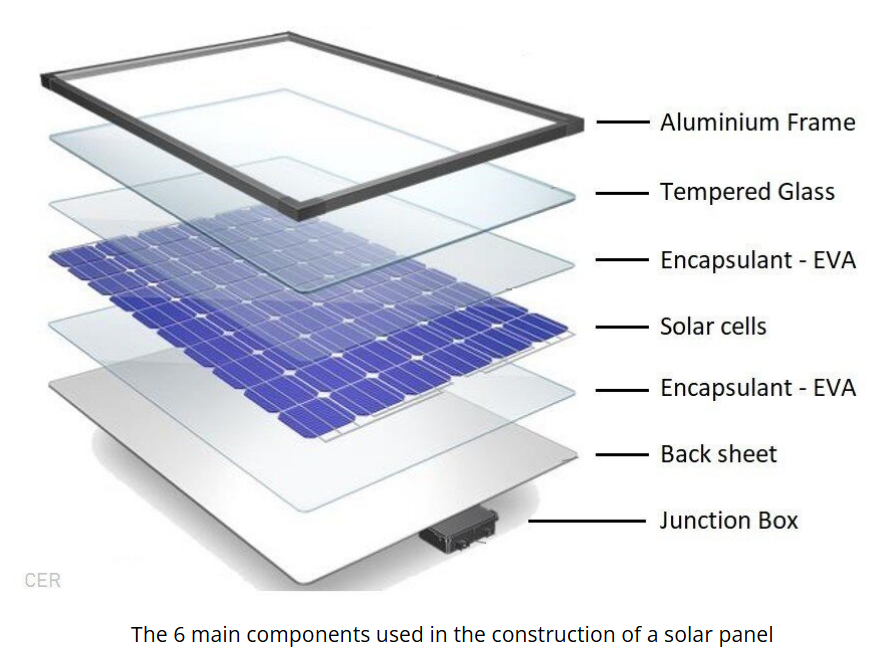 Aluminium Frame
Tempered Glass
Encapsulant - EVA
Solar cells
Encapsulant - EVA
Back sheet
Junction Box
CER
The 6 main components used in the construction of a solar panel